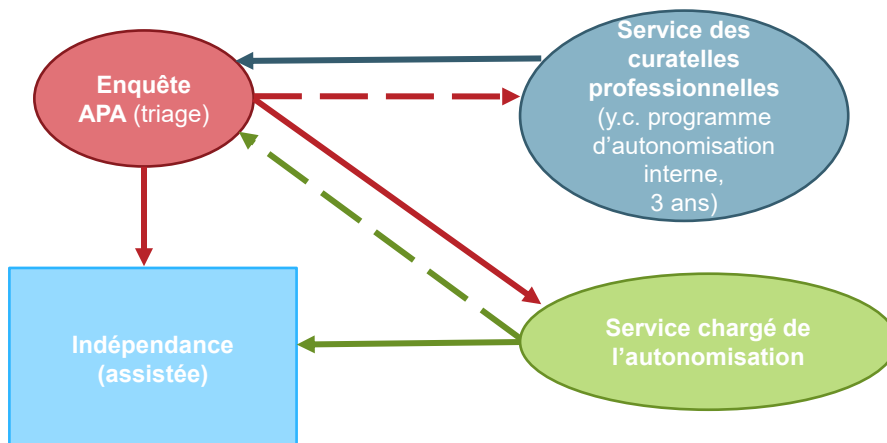 Enquête
APA (triage)
Service des
curatelles
professionnelles
(y.c. programme
d'autonomisation
interne,
3 ans)
Indépendance
(assistée)
Service chargé de
l'autonomisation